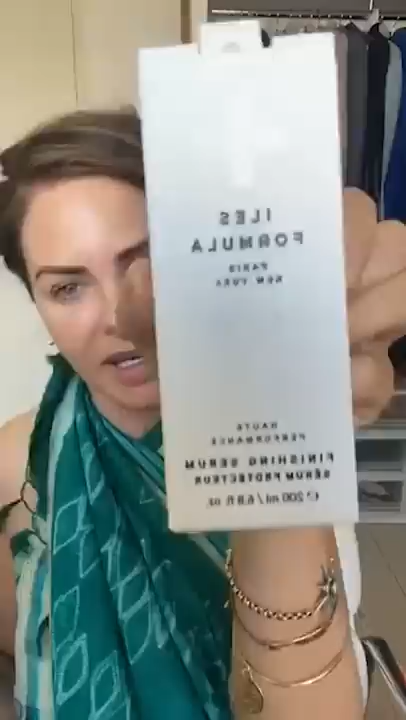 ILES
FORMULA
PARIS
NEW YORK
HAUTE
PERFORMANCE
FINISHING SERUM
SÉRUM PROTECTEUR
℮ 200 ml / 6.8 fl oz